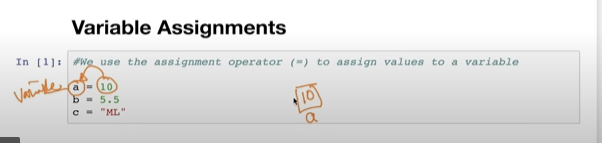 Variable Assignments
In [1]: #We use the assignment operator (=) to assign values to a variable
Variable a = 10
b = 5.5
c = "ML"
10
a